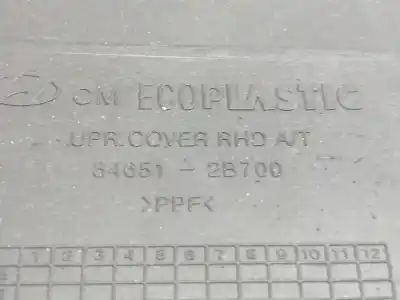 CM ECOPLASTIC
UPR.COVER RHD A/T
84651 - 2B700
>PPF<
1 2 3 4 5 6 7 8 9 10 11 12